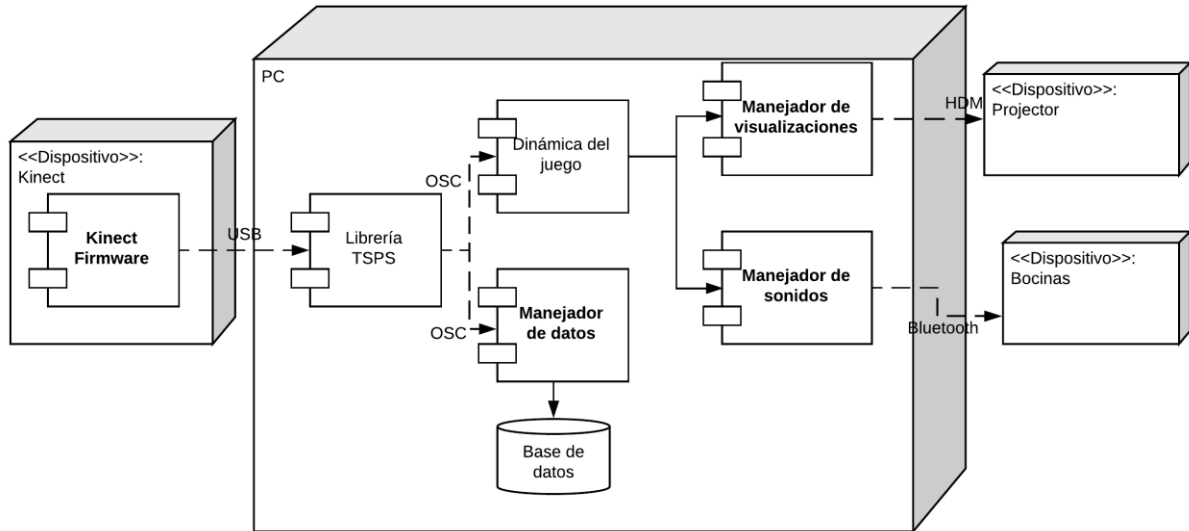 PC
<<Dispositivo>>:
Kinect
Kinect
Firmware
USB
Librería
TSPS
OSC
OSC
Dinámica del
juego
Manejador
de datos
Base de
datos
Manejador de
visualizaciones
Manejador de
sonidos
HDM
Bluetooth
<<Dispositivo>>:
Projector
<<Dispositivo>>:
Bocinas